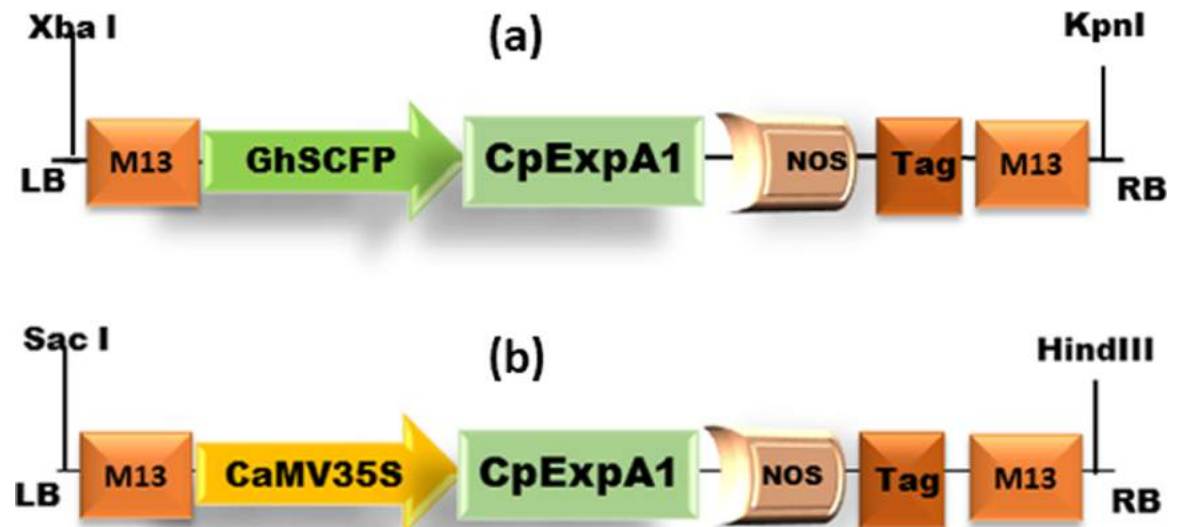 Xba I (a) KpnI
M13 GhSCFP CpExpA1 NOS Tag M13
LB RB
Sac I (b) HindIII
M13 CaMV35S CpExpA1 NOS Tag M13
LB RB